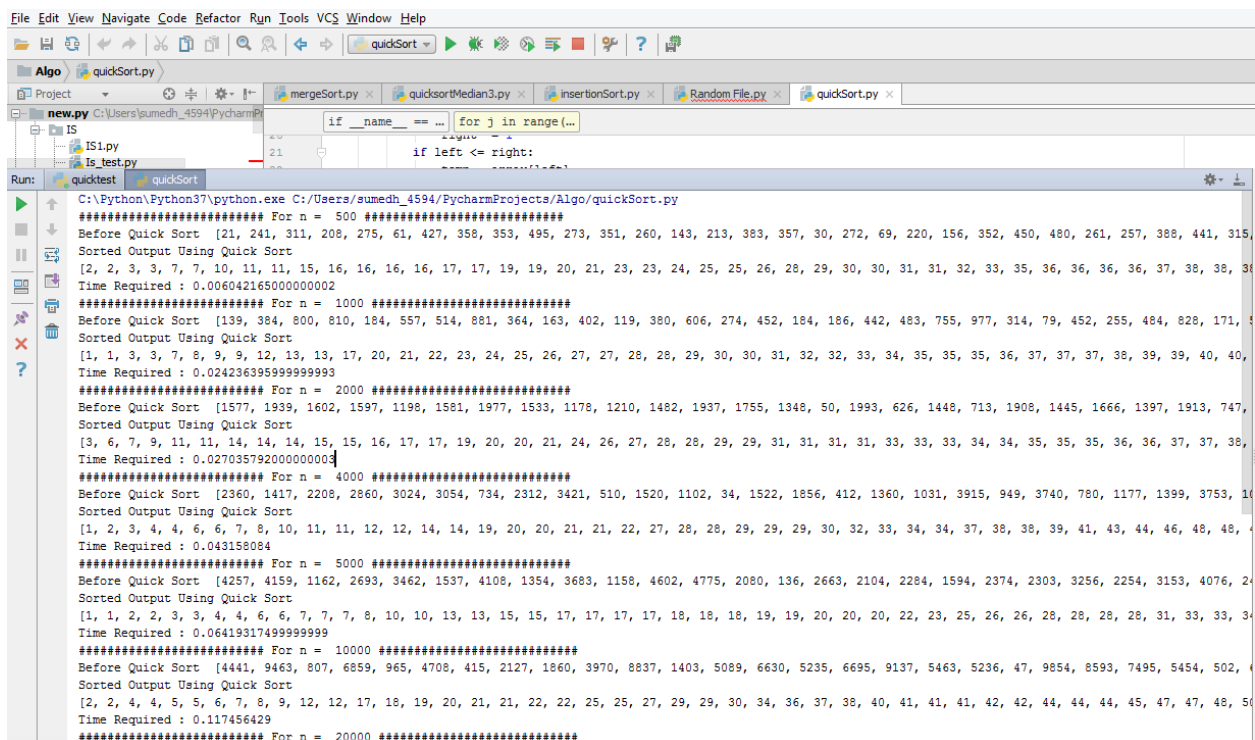 File Edit View Navigate Code Refactor Run Tools VCS Window Help
quickSort
Algo quickSort.py
Project mergeSort.py quicksortMedian3.py insertionSort.py Random File.py quickSort.py
new.py C:\Users\sumedh_4594\PycharmPr
if __name__ == ... for j in range(...
IS
IS1.py
21 if left <= right:
Is_test.py
Run: quicktest quickSort
C:\Python\Python37\python.exe C:/Users/sumedh_4594/PycharmProjects/Algo/quickSort.py
########################## For n =  500 ############################
Before Quick Sort  [21, 241, 311, 208, 275, 61, 427, 358, 353, 495, 273, 351, 260, 143, 213, 383, 357, 30, 272, 69, 220, 156, 352, 450, 480, 261, 257, 388, 441, 315,
Sorted Output Using Quick Sort
[2, 2, 3, 3, 7, 7, 10, 11, 11, 15, 16, 16, 16, 16, 17, 17, 19, 19, 20, 21, 23, 23, 24, 25, 25, 26, 28, 29, 30, 30, 31, 31, 32, 33, 35, 36, 36, 36, 36, 37, 38, 38, 38
Time Required : 0.006042165000000002
########################## For n =  1000 ############################
Before Quick Sort  [139, 384, 800, 810, 184, 557, 514, 881, 364, 163, 402, 119, 380, 606, 274, 452, 184, 186, 442, 483, 755, 977, 314, 79, 452, 255, 484, 828, 171,
Sorted Output Using Quick Sort
[1, 1, 3, 3, 7, 8, 9, 9, 12, 13, 13, 17, 20, 21, 22, 23, 24, 25, 26, 27, 27, 28, 28, 29, 30, 30, 31, 32, 32, 33, 34, 35, 35, 35, 36, 37, 37, 37, 38, 39, 39, 40, 40,
Time Required : 0.024236395999999993
########################## For n =  2000 ############################
Before Quick Sort  [1577, 1939, 1602, 1597, 1198, 1581, 1977, 1533, 1178, 1210, 1482, 1937, 1755, 1348, 50, 1993, 626, 1448, 713, 1908, 1445, 1666, 1397, 1913, 747,
Sorted Output Using Quick Sort
[3, 6, 7, 9, 11, 11, 14, 14, 14, 15, 15, 16, 17, 17, 19, 20, 20, 21, 24, 26, 27, 28, 28, 29, 29, 31, 31, 31, 31, 33, 33, 33, 34, 34, 35, 35, 35, 36, 36, 37, 37, 38,
Time Required : 0.027035792000000003
########################## For n =  4000 ############################
Before Quick Sort  [2360, 1417, 2208, 2860, 3024, 3054, 734, 2312, 3421, 510, 1520, 1102, 34, 1522, 1856, 412, 1360, 1031, 3915, 949, 3740, 780, 1177, 1399, 3753, 10
Sorted Output Using Quick Sort
[1, 2, 3, 4, 4, 6, 6, 7, 8, 10, 11, 11, 12, 12, 14, 14, 19, 20, 20, 21, 21, 22, 27, 28, 28, 29, 29, 29, 30, 32, 33, 34, 34, 37, 38, 38, 39, 41, 43, 44, 46, 48, 48,
Time Required : 0.043158084
########################## For n =  5000 ############################
Before Quick Sort  [4257, 4159, 1162, 2693, 3462, 1537, 4108, 1354, 3683, 1158, 4602, 4775, 2080, 136, 2663, 2104, 2284, 1594, 2374, 2303, 3256, 2254, 3153, 4076, 24
Sorted Output Using Quick Sort
[1, 1, 2, 2, 3, 3, 4, 4, 6, 6, 7, 7, 7, 8, 10, 10, 13, 13, 15, 15, 17, 17, 17, 17, 18, 18, 18, 19, 19, 20, 20, 20, 22, 23, 25, 26, 26, 28, 28, 28, 28, 31, 33, 33, 34
Time Required : 0.06419317499999999
########################## For n =  10000 ############################
Before Quick Sort  [4441, 9463, 807, 6859, 965, 4708, 415, 2127, 1860, 3970, 8837, 1403, 5089, 6630, 5235, 6695, 9137, 5463, 5236, 47, 9854, 8593, 7495, 5454, 502,
Sorted Output Using Quick Sort
[2, 2, 4, 4, 5, 5, 6, 7, 8, 9, 12, 12, 17, 18, 19, 20, 21, 21, 22, 22, 25, 25, 27, 29, 29, 30, 34, 36, 37, 38, 40, 41, 41, 41, 42, 42, 44, 44, 44, 45, 47, 47, 48, 50
Time Required : 0.117456429
########################## For n =  20000 ############################